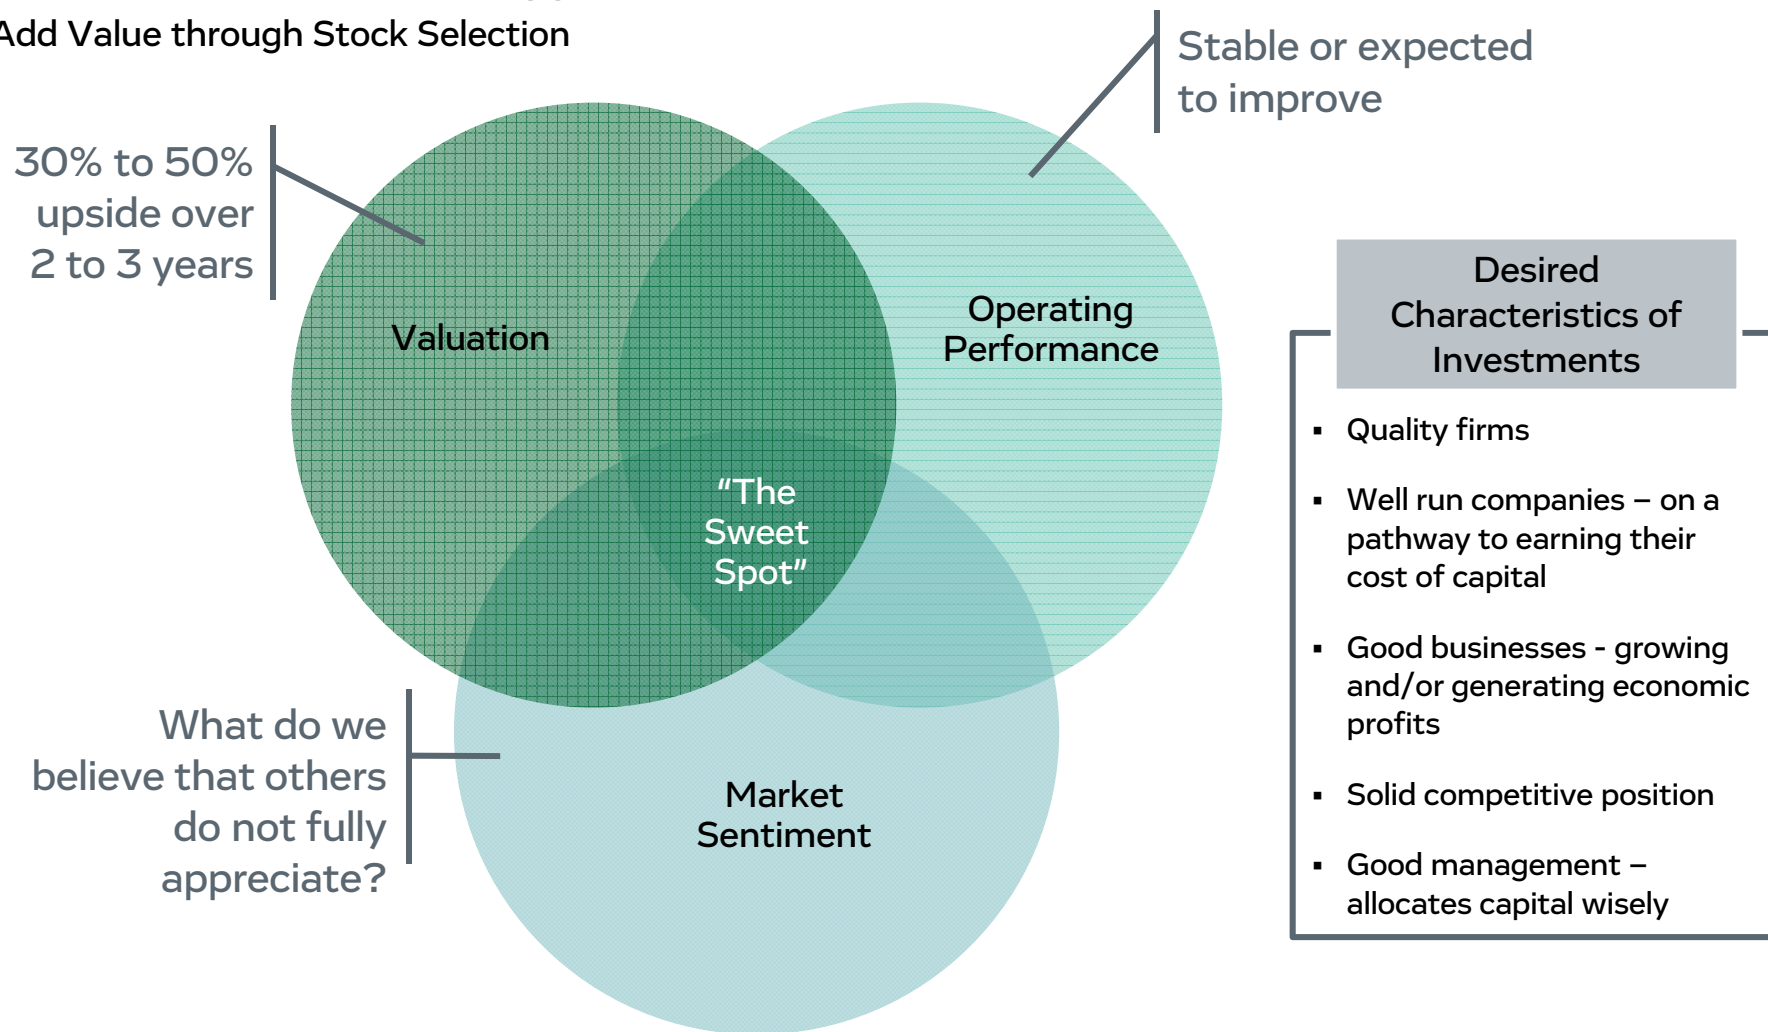 Add Value through Stock Selection
Stable or expected
to improve
30% to 50%
upside over
2 to 3 years
Valuation
Operating
Performance
"The
Sweet
Spot"
What do we
believe that others
do not fully
appreciate?
Market
Sentiment
Desired
Characteristics of
Investments
▪ Quality firms
▪ Well run companies – on a
pathway to earning their
cost of capital
▪ Good businesses - growing
and/or generating economic
profits
▪ Solid competitive position
▪ Good management –
allocates capital wisely